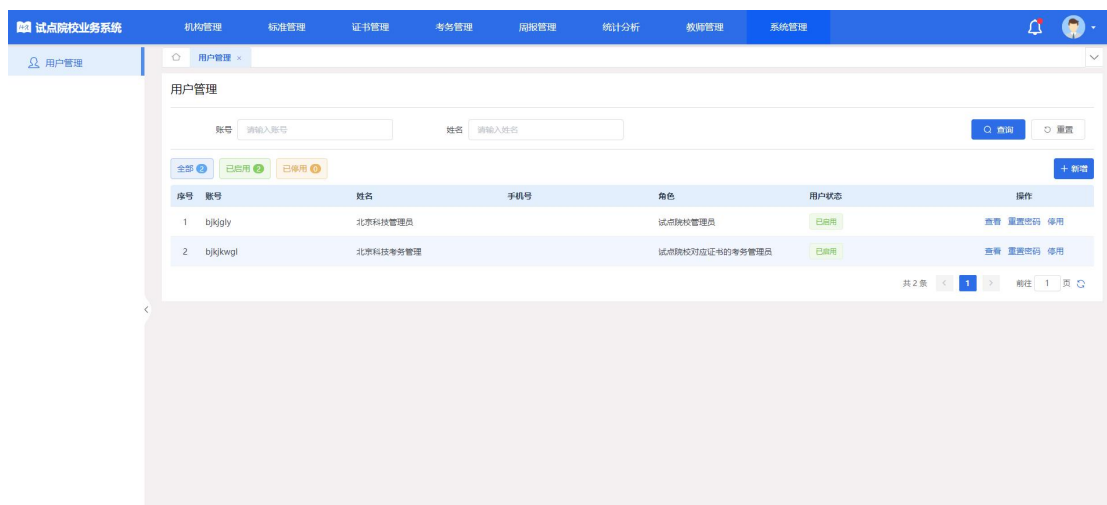 试点院校业务系统 机构管理 标准管理 证书管理 考务管理 周报管理 统计分析 教师管理 系统管理
用户管理 用户管理 ×
用户管理
账号 请输入账号 姓名 请输入姓名 查询 重置
全部 2 已启用 2 已停用 0 + 新增
序号 账号 姓名 手机号 角色 用户状态 操作
1 bjkjgly 北京科技管理员 试点院校管理员 已启用 查看 重置密码 停用
2 bjkjkwgl 北京科技考务管理 试点院校对应证书的考务管理员 已启用 查看 重置密码 停用
共 2 条 < 1 > 前往 1 页